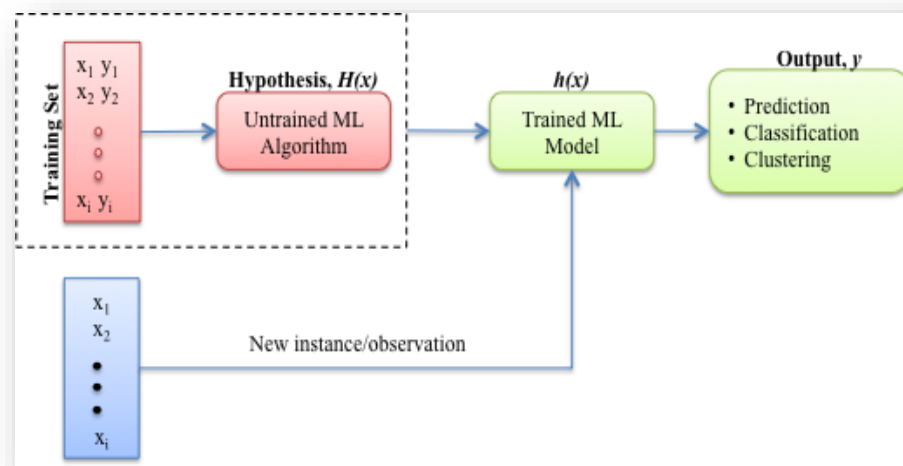 Training Set
x₁ y₁
x₂ y₂
xᵢ yᵢ
Hypothesis, H(x)
Untrained ML
Algorithm
h(x)
Trained ML
Model
Output, y
• Prediction
• Classification
• Clustering
x₁
x₂
xᵢ
New instance/observation